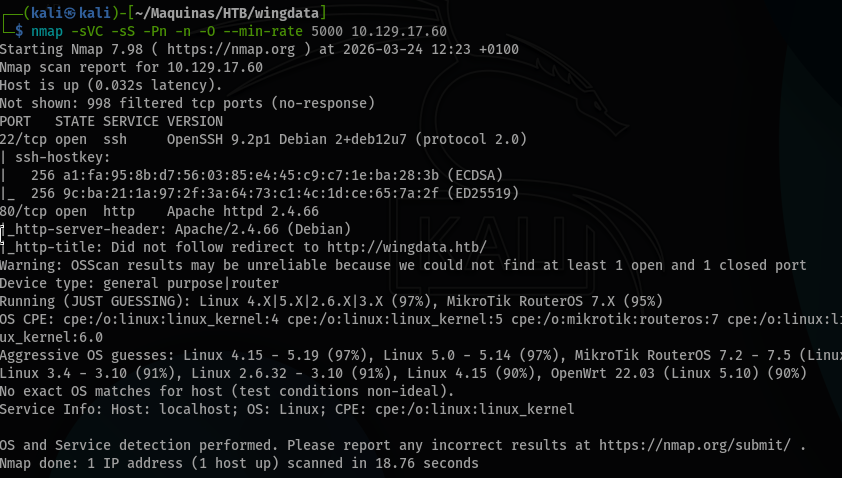 (kali㉿kali)-[~/Maquinas/HTB/wingdata]
$ nmap -sVC -sS -Pn -n -O --min-rate 5000 10.129.17.60
Starting Nmap 7.98 ( https://nmap.org ) at 2026-03-24 12:23 +0100
Nmap scan report for 10.129.17.60
Host is up (0.032s latency).
Not shown: 998 filtered tcp ports (no-response)
PORT   STATE SERVICE VERSION
22/tcp open  ssh     OpenSSH 9.2p1 Debian 2+deb12u7 (protocol 2.0)
| ssh-hostkey:
|   256 a1:fa:95:8b:d7:56:03:85:e4:45:c9:c7:1e:ba:28:3b (ECDSA)
|_  256 9c:ba:21:1a:97:2f:3a:64:73:c1:4c:1d:ce:65:7a:2f (ED25519)
80/tcp open  http    Apache httpd 2.4.66
|_http-server-header: Apache/2.4.66 (Debian)
|_http-title: Did not follow redirect to http://wingdata.htb/
Warning: OSScan results may be unreliable because we could not find at least 1 open and 1 closed port
Device type: general purpose|router
Running (JUST GUESSING): Linux 4.X|5.X|2.6.X|3.X (97%), MikroTik RouterOS 7.X (95%)
OS CPE: cpe:/o:linux:linux_kernel:4 cpe:/o:linux:linux_kernel:5 cpe:/o:mikrotik:routeros:7 cpe:/o:linux:li
ux_kernel:6.0
Aggressive OS guesses: Linux 4.15 - 5.19 (97%), Linux 5.0 - 5.14 (97%), MikroTik RouterOS 7.2 - 7.5 (Linu
Linux 3.4 - 3.10 (91%), Linux 2.6.32 - 3.10 (91%), Linux 4.15 (90%), OpenWrt 22.03 (Linux 5.10) (90%)
No exact OS matches for host (test conditions non-ideal).
Service Info: Host: localhost; OS: Linux; CPE: cpe:/o:linux:linux_kernel
OS and Service detection performed. Please report any incorrect results at https://nmap.org/submit/ .
Nmap done: 1 IP address (1 host up) scanned in 18.76 seconds
KALI